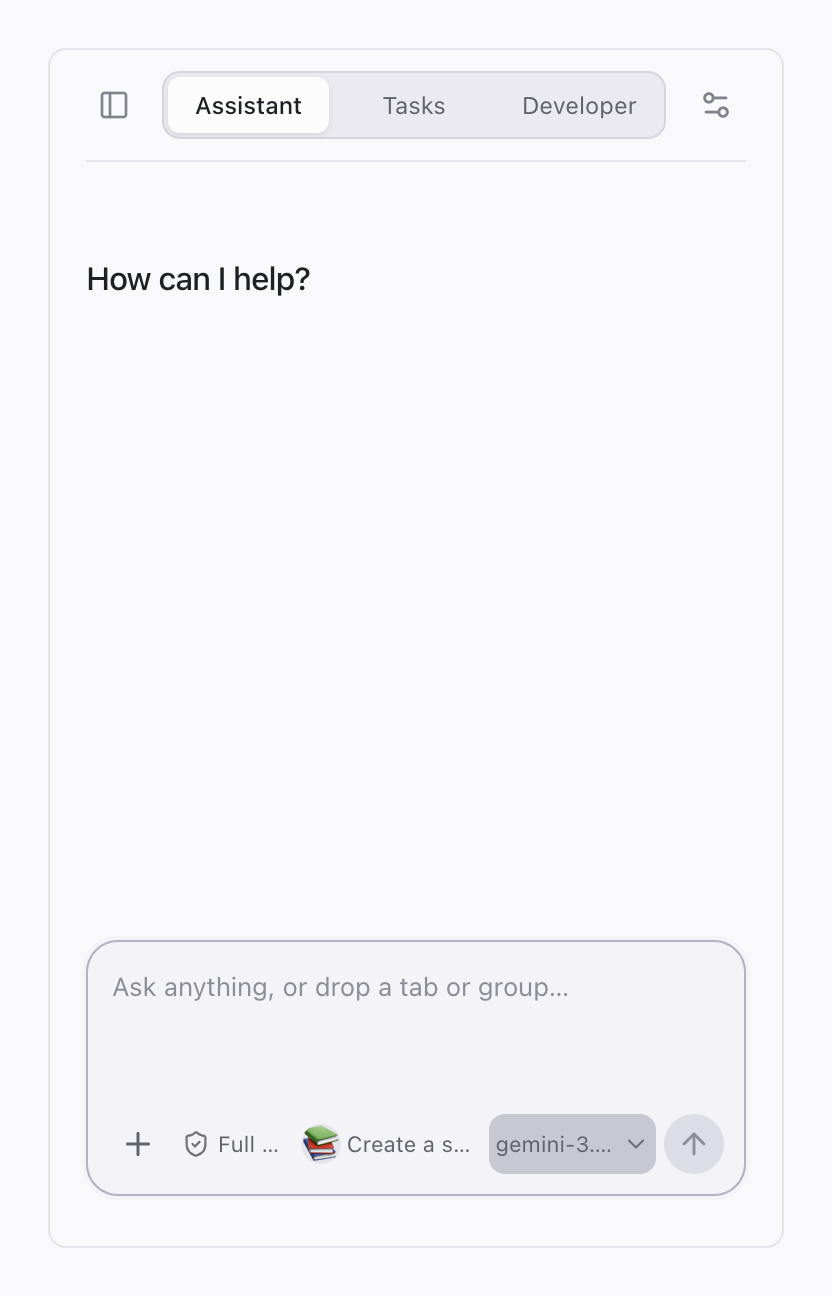 Assistant Tasks Developer
How can I help?
Ask anything, or drop a tab or group...
Full ... Create a s... gemini-3....